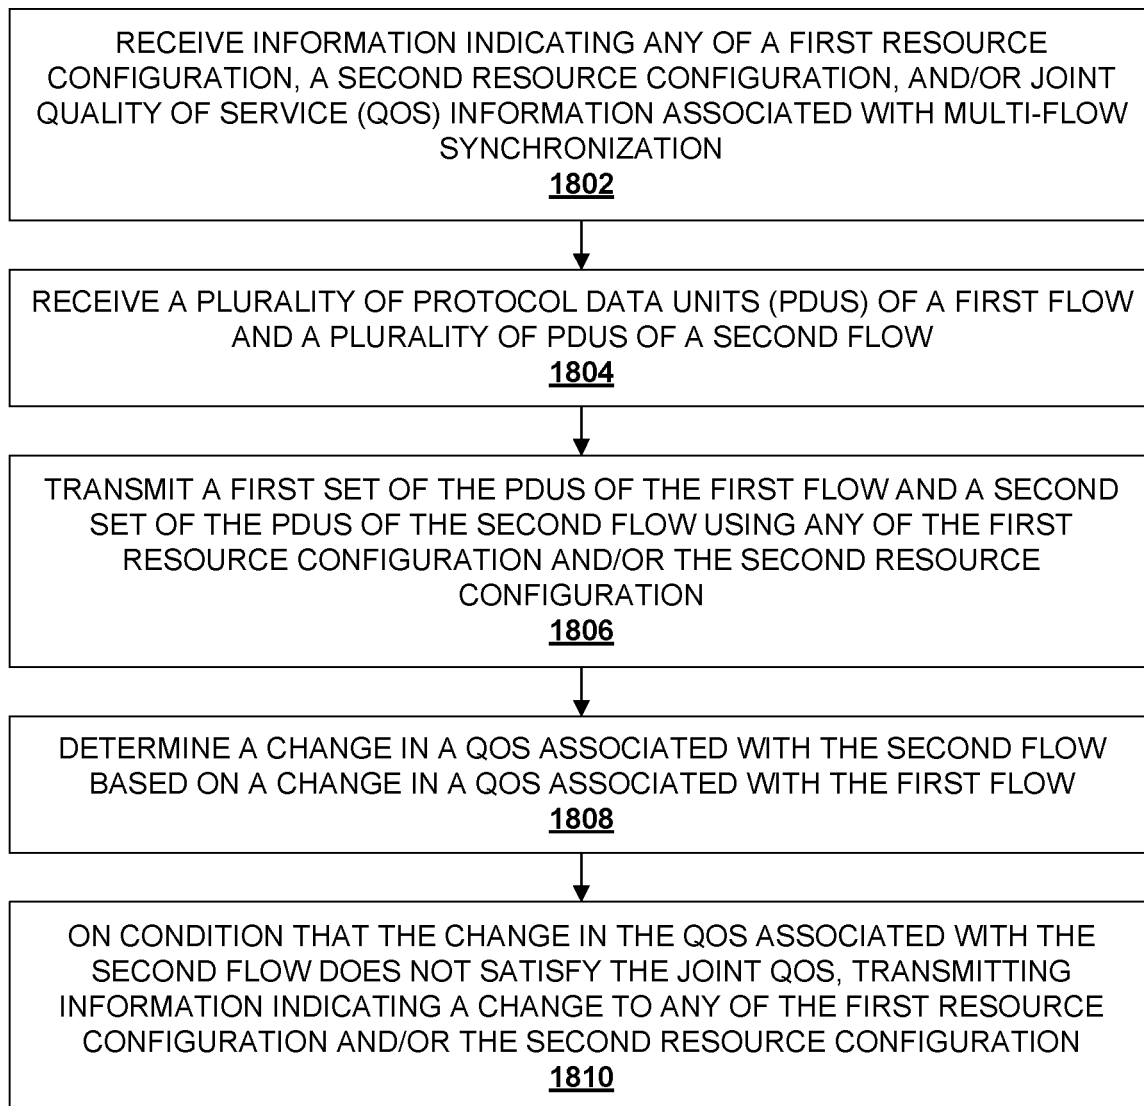 RECEIVE INFORMATION INDICATING ANY OF A FIRST RESOURCE
CONFIGURATION, A SECOND RESOURCE CONFIGURATION, AND/OR JOINT
QUALITY OF SERVICE (QOS) INFORMATION ASSOCIATED WITH MULTI-FLOW
SYNCHRONIZATION
1802
RECEIVE A PLURALITY OF PROTOCOL DATA UNITS (PDUS) OF A FIRST FLOW
AND A PLURALITY OF PDUS OF A SECOND FLOW
1804
TRANSMIT A FIRST SET OF THE PDUS OF THE FIRST FLOW AND A SECOND
SET OF THE PDUS OF THE SECOND FLOW USING ANY OF THE FIRST
RESOURCE CONFIGURATION AND/OR THE SECOND RESOURCE
CONFIGURATION
1806
DETERMINE A CHANGE IN A QOS ASSOCIATED WITH THE SECOND FLOW
BASED ON A CHANGE IN A QOS ASSOCIATED WITH THE FIRST FLOW
1808
ON CONDITION THAT THE CHANGE IN THE QOS ASSOCIATED WITH THE
SECOND FLOW DOES NOT SATISFY THE JOINT QOS, TRANSMITTING
INFORMATION INDICATING A CHANGE TO ANY OF THE FIRST RESOURCE
CONFIGURATION AND/OR THE SECOND RESOURCE CONFIGURATION
1810